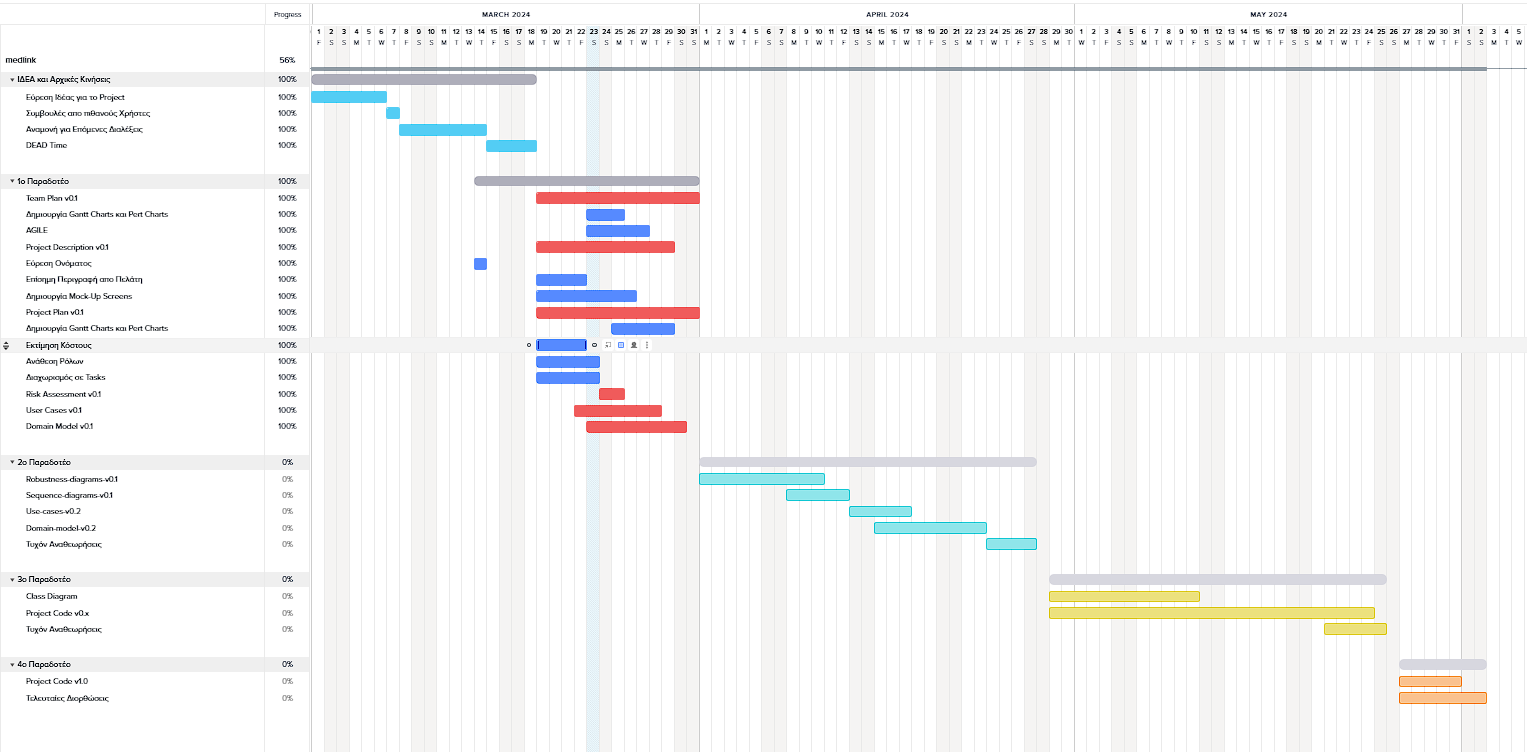 Progress MARCH 2024 APRIL 2024 MAY 2024
1 2 3 4 5 6 7 8 9 10 11 12 13 14 15 16 17 18 19 20 21 22 23 24 25 26 27 28 29 30 31 1 2 3 4 5 6 7 8 9 10 11 12 13 14 15 16 17 18 19 20 21 22 23 24 25 26 27 28 29 30 1 2 3 4 5 6 7 8 9 10 11 12 13 14 15 16 17 18 19 20 21 22 23 24 25 26 27 28 29 30 31 1 2 3 4 5
F S S M T W T F S S M T W T F S S M T W T F S S M T W T F S S M T W T F S S M T W T F S S M T W T F S S M T W T F S S M T W T F S S M T W T F S S M T W T F S S M T W T F S S M T W T F S S M T W
medlink 56%
ΙΔΕΑ και Αρχικές Κινήσεις 100%
Εύρεση Ιδέας για το Project 100%
Συμβουλές απο πιθανούς Χρήστες 100%
Αναμονή για Επόμενες Διαλέξεις 100%
DEAD Time 100%
1ο Παραδοτέο 100%
Team Plan v0.1 100%
Δημιουργία Gantt Charts και Pert Charts 100%
AGILE 100%
Project Description v0.1 100%
Εύρεση Ονόματος 100%
Επίσημη Περιγραφή απο Πελάτη 100%
Δημιουργία Mock-Up Screens 100%
Project Plan v0.1 100%
Δημιουργία Gantt Charts και Pert Charts 100%
Εκτίμηση Κόστους 100%
Ανάθεση Ρόλων 100%
Διαχωρισμός σε Tasks 100%
Risk Assessment v0.1 100%
User Cases v0.1 100%
Domain Model v0.1 100%
2ο Παραδοτέο 0%
Robustness-diagrams-v0.1 0%
Sequence-diagrams-v0.1 0%
Use-cases-v0.2 0%
Domain-model-v0.2 0%
Τυχόν Αναθεωρήσεις 0%
3ο Παραδοτέο 0%
Class Diagram 0%
Project Code v0.x 0%
Τυχόν Αναθεωρήσεις 0%
4ο Παραδοτέο 0%
Project Code v1.0 0%
Τελευταίες Διορθώσεις 0%